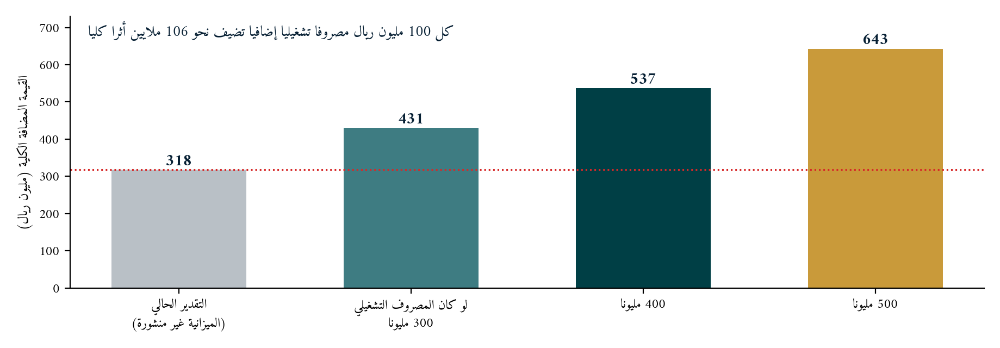 كل 100 مليون ريال مصروفا تشغيليا إضافيا تضيف نحو 106 ملايين أثرا كليا
القيمة المضافة الكلية (مليون ريال)
700
600
500
400
300
200
100
0
318
431
537
643
التقدير الحالي
(الميزانية غير منشورة)
لو كان المصروف التشغيلي
300 مليونا
400 مليونا
500 مليونا